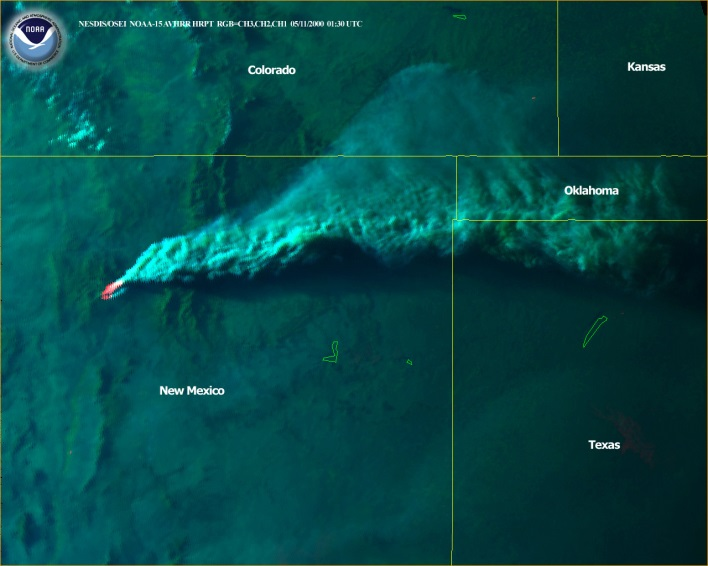 NESDIS/OSEI NOAA-15 AVHRR HRPT RGB=CH3,CH2,CH1 05/11/2000 01:30 UTC
NOAA
Colorado
Kansas
Oklahoma
New Mexico
Texas